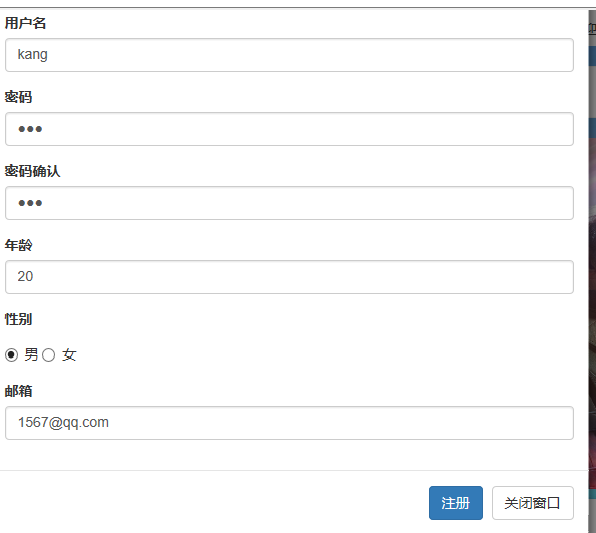 用户名
kang
密码
●●●
密码确认
●●●
年龄
20
性别
男 女
邮箱
1567@qq.com
注册 关闭窗口